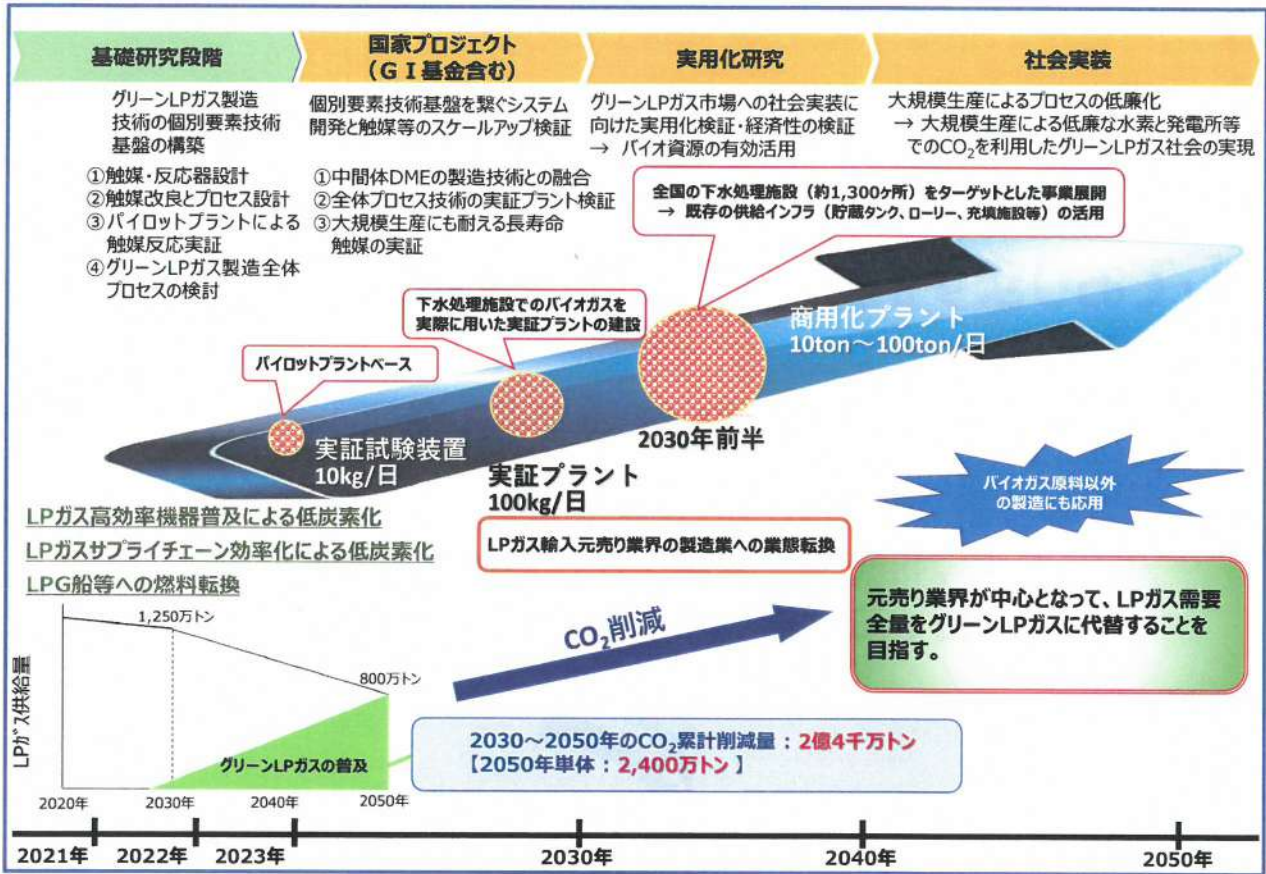 基礎研究段階
国家プロジェクト
（ＧＩ基金含む）
実用化研究
社会実装
グリーンLPガス製造
技術の個別要素技術
基盤の構築
①触媒・反応器設計
②触媒改良とプロセス設計
③パイロットプラントによる
触媒反応実証
④グリーンLPガス製造全体
プロセスの検討
個別要素技術基盤を繋ぐシステム
開発と触媒等のスケールアップ検証
①中間体DMEの製造技術との融合
②全体プロセス技術の実証プラント検証
③大規模生産にも耐える長寿命
触媒の実証
グリーンLPガス市場への社会実装に
向けた実用化検証・経済性の検証
→ バイオ資源の有効活用
大規模生産によるプロセスの低廉化
→ 大規模生産による低廉な水素と発電所等
でのCO₂を利用したグリーンLPガス社会の実現
全国の下水処理施設（約1,300ヶ所）をターゲットとした事業展開
→ 既存の供給インフラ（貯蔵タンク、ローリー、充填施設等）の活用
下水処理施設でのバイオガスを
実際に用いた実証プラントの建設
パイロットプラントベース
商用化プラント
10ton～100ton/日
2030年前半
実証試験装置
10kg/日
実証プラント
100kg/日
バイオガス原料以外
の製造にも応用
LPガス高効率機器普及による低炭素化
LPガスサプライチェーン効率化による低炭素化
LPG船等への燃料転換
LPガス輸入元売り業界の製造業への業態転換
元売り業界が中心となって、LPガス需要
全量をグリーンLPガスに代替することを
目指す。
CO₂削減
LPガス供給量
1,250万トン
800万トン
グリーンLPガスの普及
2020年
2030年
2040年
2050年
2030～2050年のCO₂累計削減量：2億4千万トン
【2050年単体：2,400万トン】
2021年
2022年
2023年
2030年
2040年
2050年